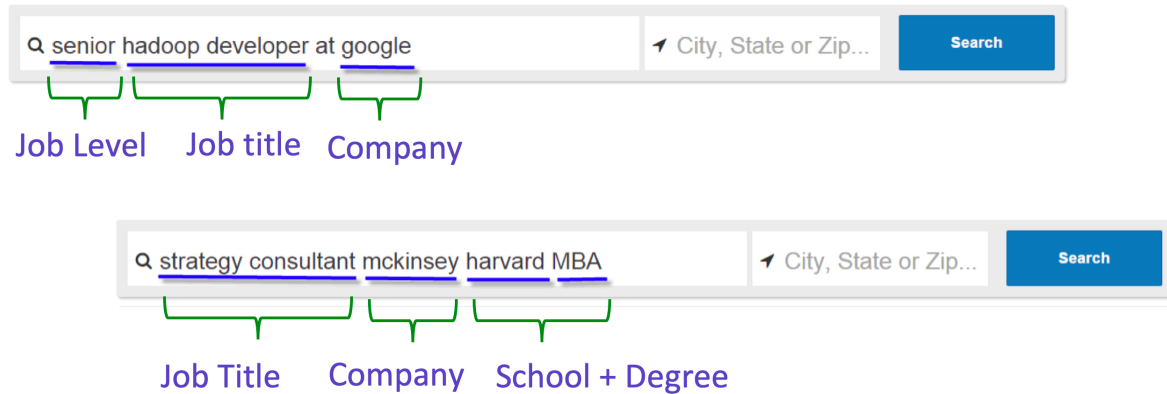 senior hadoop developer at google City, State or Zip... Search
Job Level Job title Company
strategy consultant mckinsey harvard MBA City, State or Zip... Search
Job Title Company School + Degree